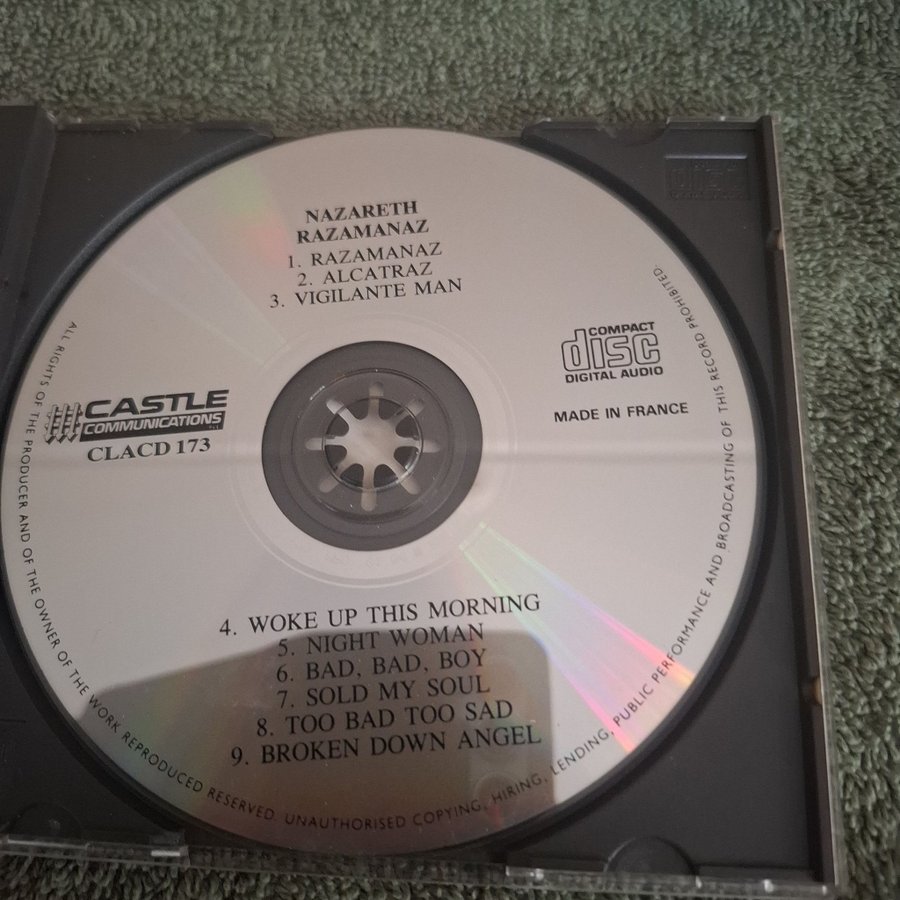 NAZARETH
RAZAMANAZ
1. RAZAMANAZ
2. ALCATRAZ
3. VIGILANTE MAN
COMPACT
disc
DIGITAL AUDIO
MADE IN FRANCE
CASTLE
COMMUNICATIONS
CLACD 173
4. WOKE UP THIS MORNING
5. NIGHT WOMAN
6. BAD, BAD, BOY
7. SOLD MY SOUL
8. TOO BAD TOO SAD
9. BROKEN DOWN ANGEL
ALL RIGHTS OF THE PRODUCER AND OF THE OWNER OF THE WORK REPRODUCED RESERVED. UNAUTHORISED COPYING, HIRING, LENDING, PUBLIC PERFORMANCE AND BROADCASTING OF THIS RECORD PROHIBITED.
disc